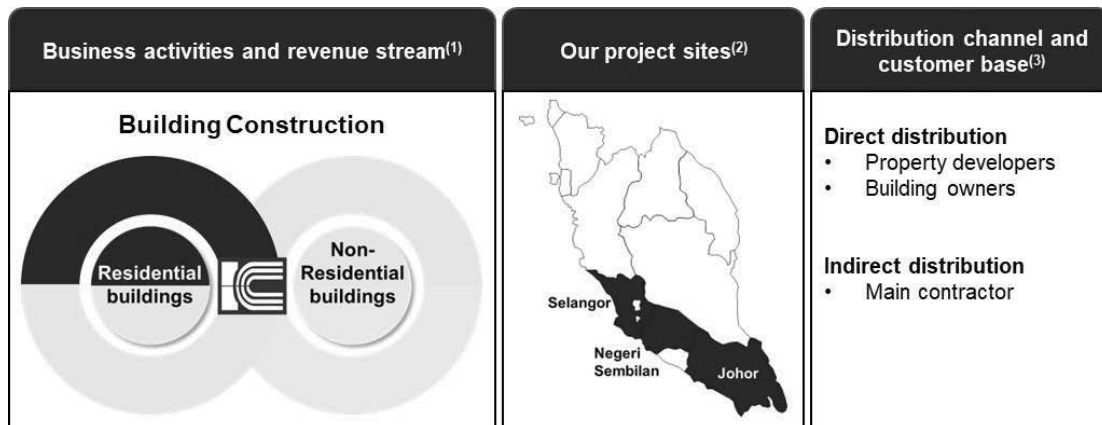 Business activities and revenue stream(1)
Building Construction
Residential
buildings
Non-
Residential
buildings
Our project sites(2)
Selangor
Negeri
Sembilan
Johor
Distribution channel and
customer base(3)
Direct distribution
• Property developers
• Building owners
Indirect distribution
• Main contractor